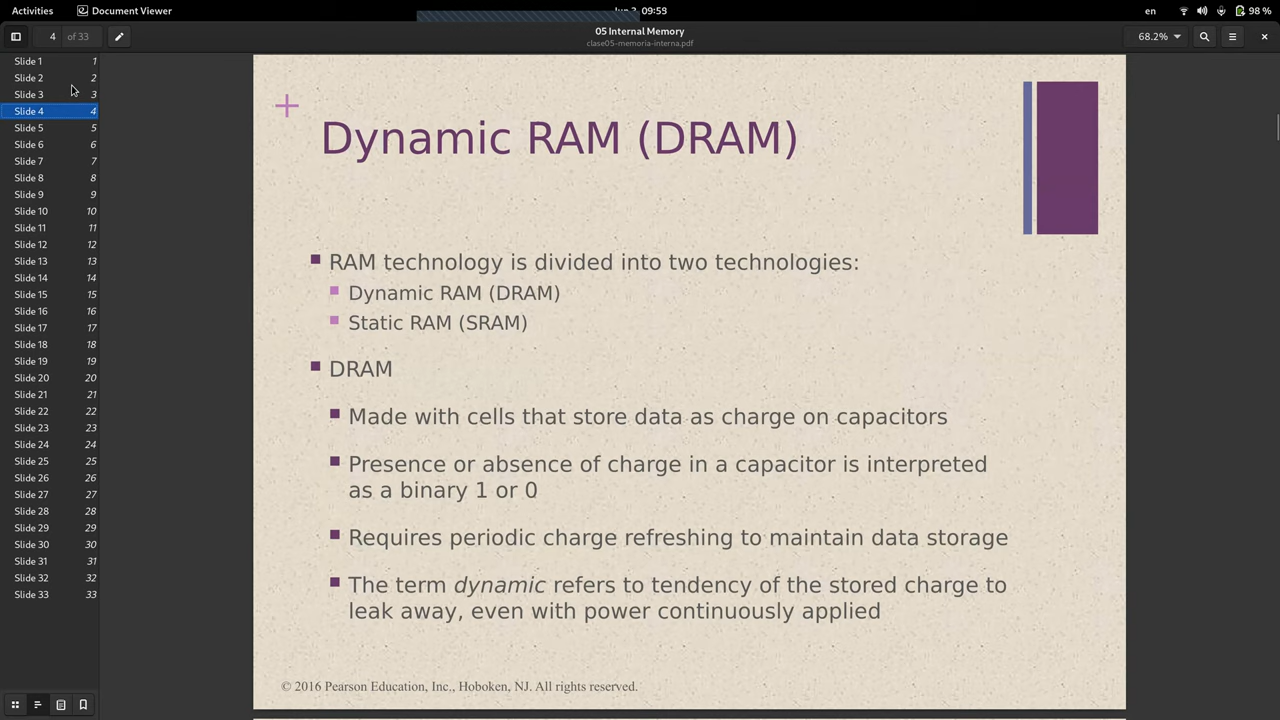 Activities
Document Viewer
09:59
en
98 %
4 of 33
05 Internal Memory
clase05-memoria-interna.pdf
68.2%
Slide 1 1
Slide 2 2
Slide 3 3
Slide 4 4
Slide 5 5
Slide 6 6
Slide 7 7
Slide 8 8
Slide 9 9
Slide 10 10
Slide 11 11
Slide 12 12
Slide 13 13
Slide 14 14
Slide 15 15
Slide 16 16
Slide 17 17
Slide 18 18
Slide 19 19
Slide 20 20
Slide 21 21
Slide 22 22
Slide 23 23
Slide 24 24
Slide 25 25
Slide 26 26
Slide 27 27
Slide 28 28
Slide 29 29
Slide 30 30
Slide 31 31
Slide 32 32
Slide 33 33
+
Dynamic RAM (DRAM)
RAM technology is divided into two technologies:
Dynamic RAM (DRAM)
Static RAM (SRAM)
DRAM
Made with cells that store data as charge on capacitors
Presence or absence of charge in a capacitor is interpreted
as a binary 1 or 0
Requires periodic charge refreshing to maintain data storage
The term dynamic refers to tendency of the stored charge to
leak away, even with power continuously applied
© 2016 Pearson Education, Inc., Hoboken, NJ. All rights reserved.